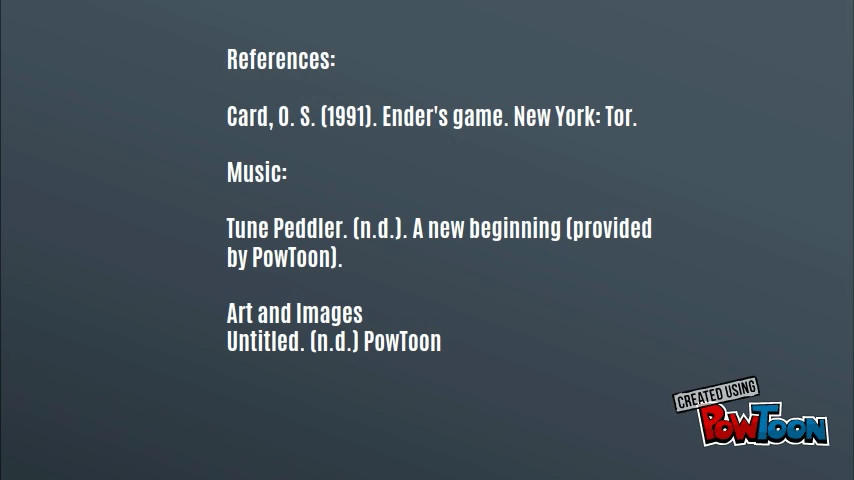 References:
Card, O. S. (1991). Ender's game. New York: Tor.
Music:
Tune Peddler. (n.d.). A new beginning (provided
by PowToon).
Art and Images
Untitled. (n.d.) PowToon
CREATED USING
POWTOON